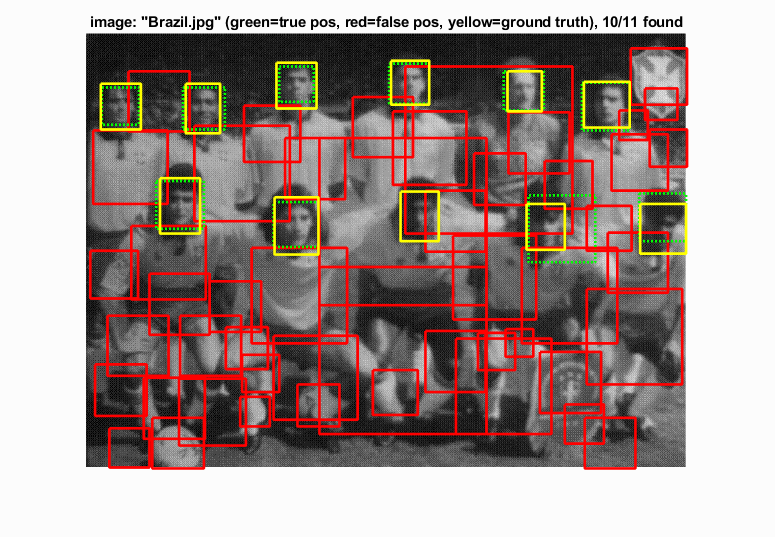 image: "Brazil.jpg" (green=true pos, red=false pos, yellow=ground truth), 10/11 found